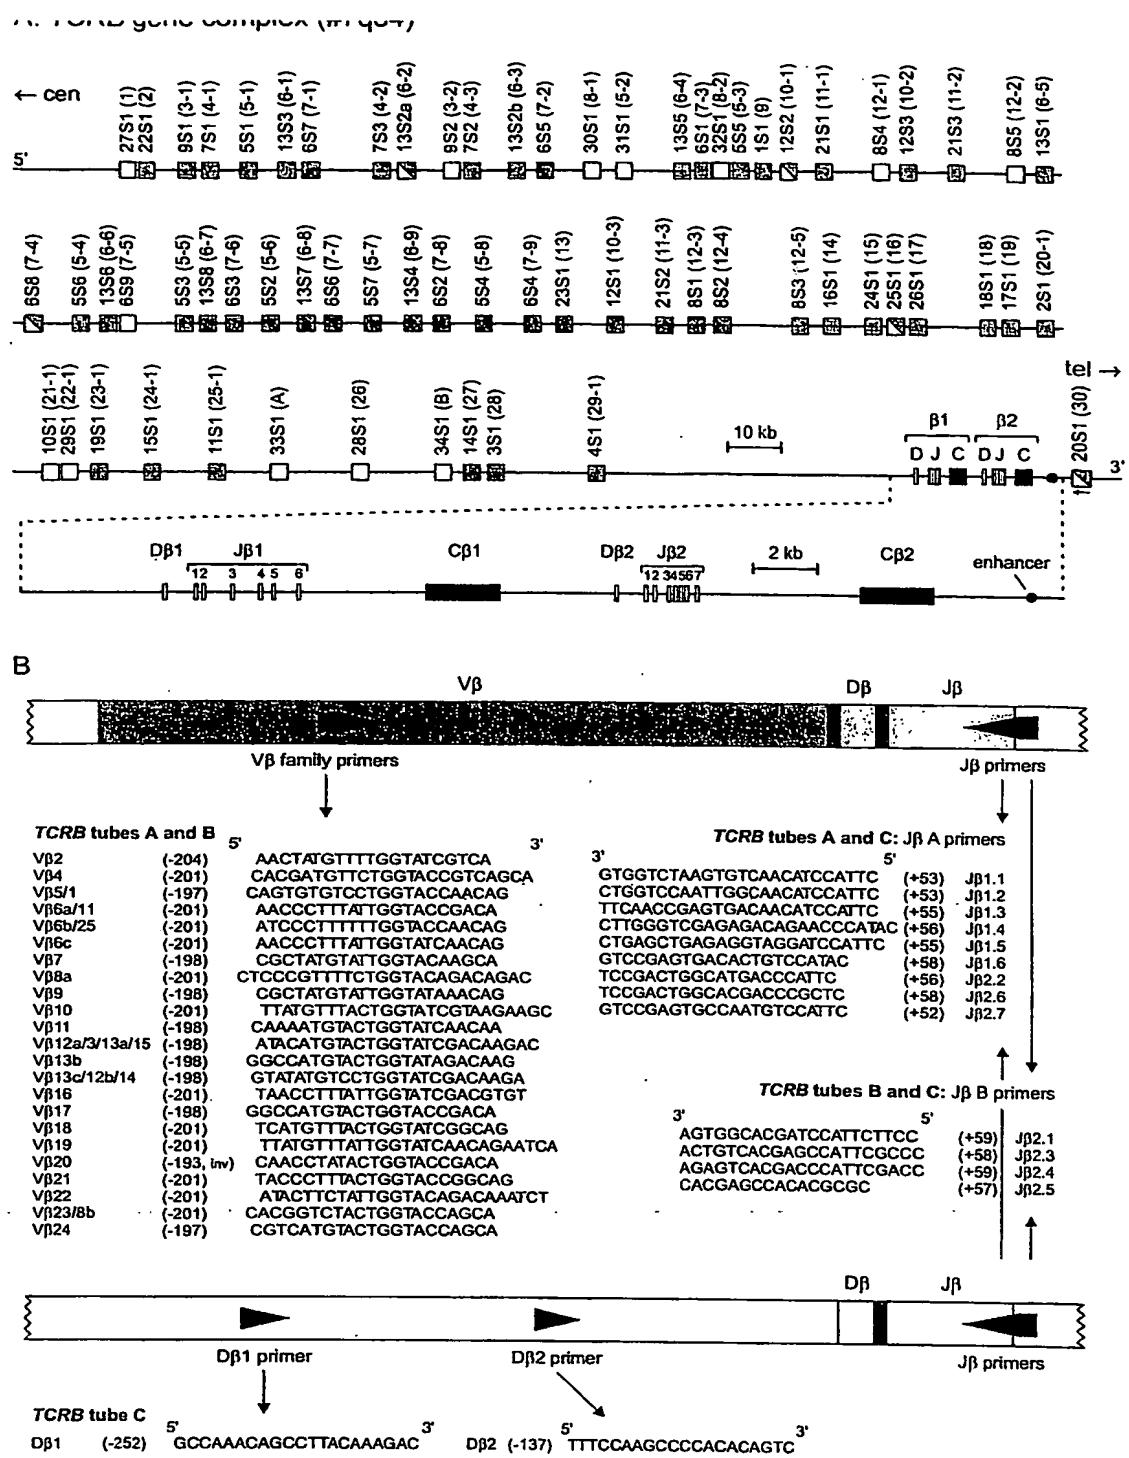 A. TCRB gene complex (#7q34)
← cen
27S1 (1) 22S1 (2) 9S1 (3-1) 7S1 (4-1) 5S1 (5-1) 13S3 (6-1) 6S7 (7-1) 7S3 (4-2) 13S2a (6-2) 9S2 (3-2) 7S2 (4-3) 13S2b (6-3) 6S5 (7-2) 30S1 (8-1) 31S1 (5-2) 13S5 (6-4) 6S1 (7-3) 32S1 (8-2) 5S5 (5-3) 1S1 (9) 12S2 (10-1) 21S1 (11-1) 8S4 (12-1) 12S3 (10-2) 21S3 (11-2) 8S5 (12-2) 13S1 (6-5)
5'
6S8 (7-4) 5S6 (5-4) 13S6 (6-6) 6S9 (7-5) 5S3 (5-5) 13S8 (6-7) 6S3 (7-6) 5S2 (5-6) 13S7 (6-8) 6S6 (7-7) 5S7 (5-7) 13S4 (6-9) 6S2 (7-8) 5S4 (5-8) 6S4 (7-9) 23S1 (13) 12S1 (10-3) 21S2 (11-3) 8S1 (12-3) 8S2 (12-4) 8S3 (12-5) 16S1 (14) 24S1 (15) 25S1 (16) 26S1 (17) 18S1 (18) 17S1 (19) 2S1 (20-1)
tel →
10S1 (21-1) 29S1 (22-1) 19S1 (23-1) 15S1 (24-1) 11S1 (25-1) 33S1 (A) 28S1 (26) 34S1 (B) 14S1 (27) 3S1 (28) 4S1 (29-1) 20S1 (30)
10 kb β1 β2
D J C D J C 3'
Dβ1 Jβ1 Cβ1 Dβ2 Jβ2 2 kb Cβ2 enhancer
1 2 3 4 5 6 1 2 3 4 5 6 7
B
Vβ Dβ Jβ
Vβ family primers Jβ primers
TCRB tubes A and B
5' 3'
Vβ2 (-204) AACTATGTTTTGGTATCGTCA
Vβ4 (-201) CACGATGTTCTGGTACCGTCAGCA
Vβ5/1 (-197) CAGTGTGTCCTGGTACCAACAG
Vβ6a/11 (-201) AACCCTTTATTGGTACCGACA
Vβ6b/25 (-201) ATCCCTTTTTTGGTACCAACAG
Vβ6c (-201) AACCCTTTATTGGTATCAACAG
Vβ7 (-198) CGCTATGTATTGGTACAAGCA
Vβ8a (-201) CTCCCGTTTTCTGGTACAGACAGAC
Vβ9 (-198) CGCTATGTATTGGTATAAACAG
Vβ10 (-201) TTATGTTTACTGGTATCGTAAGAAGC
Vβ11 (-198) CAAAATGTACTGGTATCAACAA
Vβ12a/3/13a/15 (-198) ATACATGTACTGGTATCGACAAGAC
Vβ13b (-198) GGCCATGTACTGGTATAGACAAG
Vβ13c/12b/14 (-198) GTATATGTCCTGGTATCGACAAGA
Vβ16 (-201) TAACCTTTATTGGTATCGACGTGT
Vβ17 (-198) GGCCATGTACTGGTACCGACA
Vβ18 (-201) TCATGTTTACTGGTATCGGCAG
Vβ19 (-201) TTATGTTTATTGGTATCAACAGAATCA
Vβ20 (-193, inv) CAACCTATACTGGTACCGACA
Vβ21 (-201) TACCCTTTACTGGTACCGGCAG
Vβ22 (-201) ATACTTCTATTGGTACAGACAAATCT
Vβ23/8b (-201) CACGGTCTACTGGTACCAGCA
Vβ24 (-197) CGTCATGTACTGGTACCAGCA
TCRB tubes A and C: Jβ A primers
3' 5'
GTGGTCTAAGTGTCAACATCCATTC (+53) Jβ1.1
CTGGTCCAATTGGCAACATCCATTC (+53) Jβ1.2
TTCAACCGAGTGACAACATCCATTC (+55) Jβ1.3
CTTGGGTCGAGAGACAGAACCCATAC (+56) Jβ1.4
CTGAGCTGAGAGGTAGGATCCATTC (+55) Jβ1.5
GTCCGAGTGACACTGTCCATAC (+58) Jβ1.6
TCCGACTGGCATGACCCATTC (+56) Jβ2.2
TCCGACTGGCACGACCCGCTC (+58) Jβ2.6
GTCCGAGTGCCAATGTCCATTC (+52) Jβ2.7
TCRB tubes B and C: Jβ B primers
3' 5'
AGTGGCACGATCCATTCTTCC (+59) Jβ2.1
ACTGTCACGAGCCATTCGCCC (+58) Jβ2.3
AGAGTCACGACCCATTCGACC (+59) Jβ2.4
CACGAGCCACACGCGC (+57) Jβ2.5
Dβ Jβ
Dβ1 primer Dβ2 primer Jβ primers
TCRB tube C
Dβ1 (-252) 5' GCCAAACAGCCTTACAAAGAC 3' Dβ2 (-137) 5' TTTCCAAGCCCCACACAGTC 3'